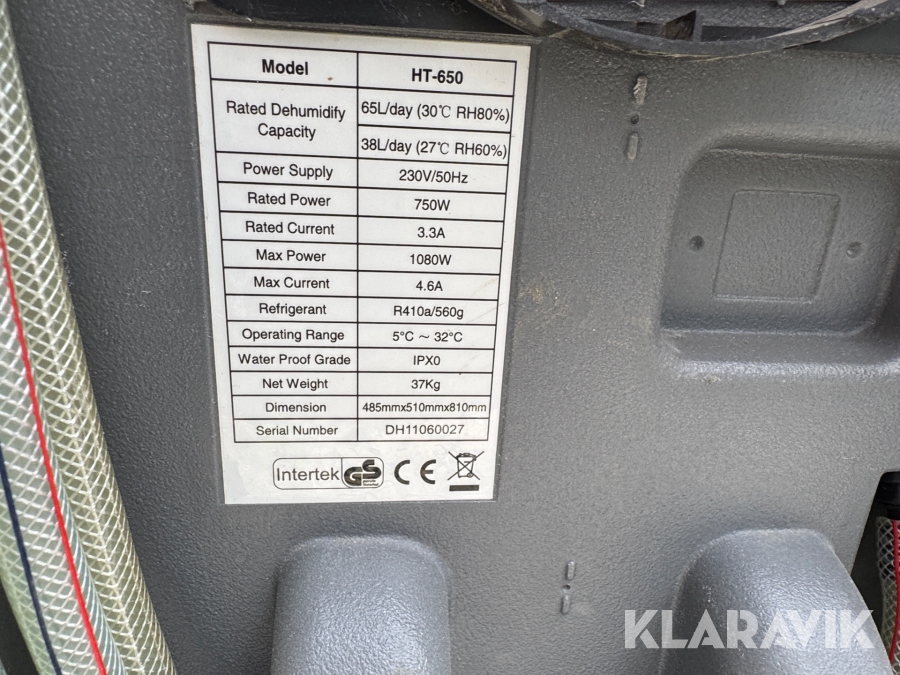 Model HT-650
Rated Dehumidify Capacity 65L/day (30℃ RH80%)
38L/day (27℃ RH60%)
Power Supply 230V/50Hz
Rated Power 750W
Rated Current 3.3A
Max Power 1080W
Max Current 4.6A
Refrigerant R410a/560g
Operating Range 5°C ~ 32°C
Water Proof Grade IPX0
Net Weight 37Kg
Dimension 485mmx510mmx810mm
Serial Number DH11060027
Intertek GS CE
KLARAVIK